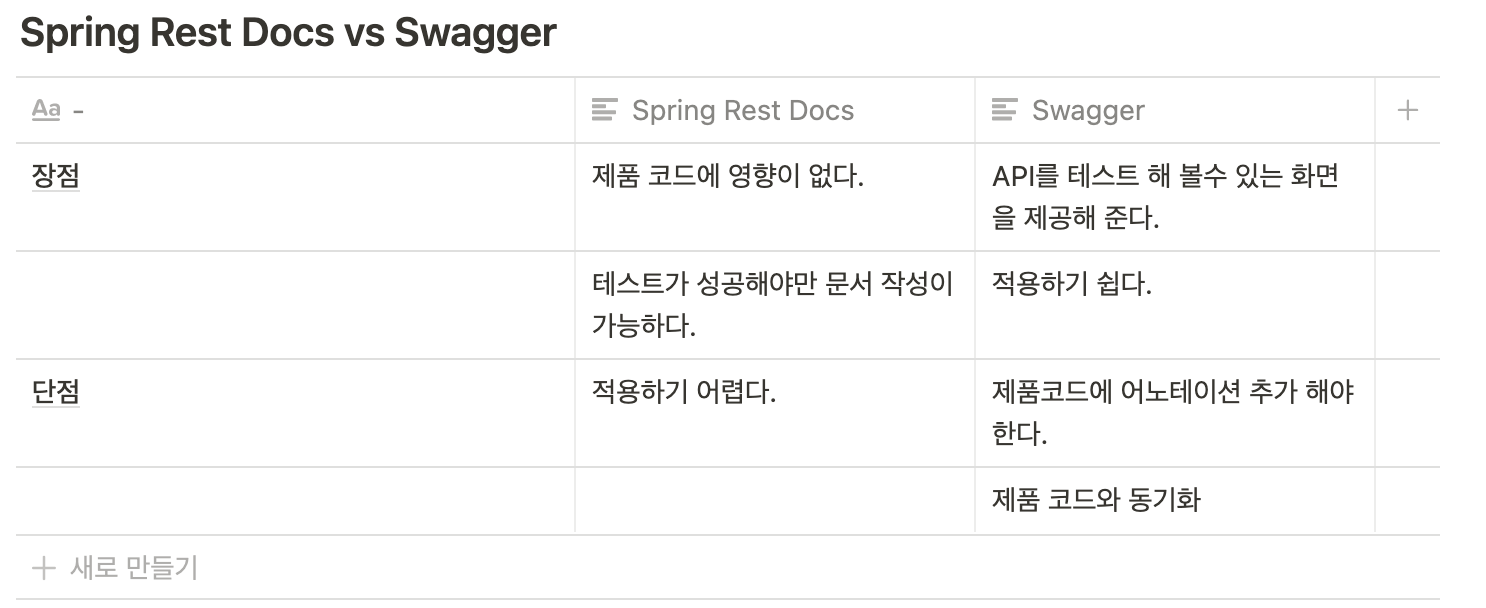 Spring Rest Docs vs Swagger
Aa -
Spring Rest Docs
Swagger
장점
제품 코드에 영향이 없다.
API를 테스트 해 볼수 있는 화면
을 제공해 준다.
테스트가 성공해야만 문서 작성이
가능하다.
적용하기 쉽다.
단점
적용하기 어렵다.
제품코드에 어노테이션 추가 해야
한다.
제품 코드와 동기화
+ 새로 만들기